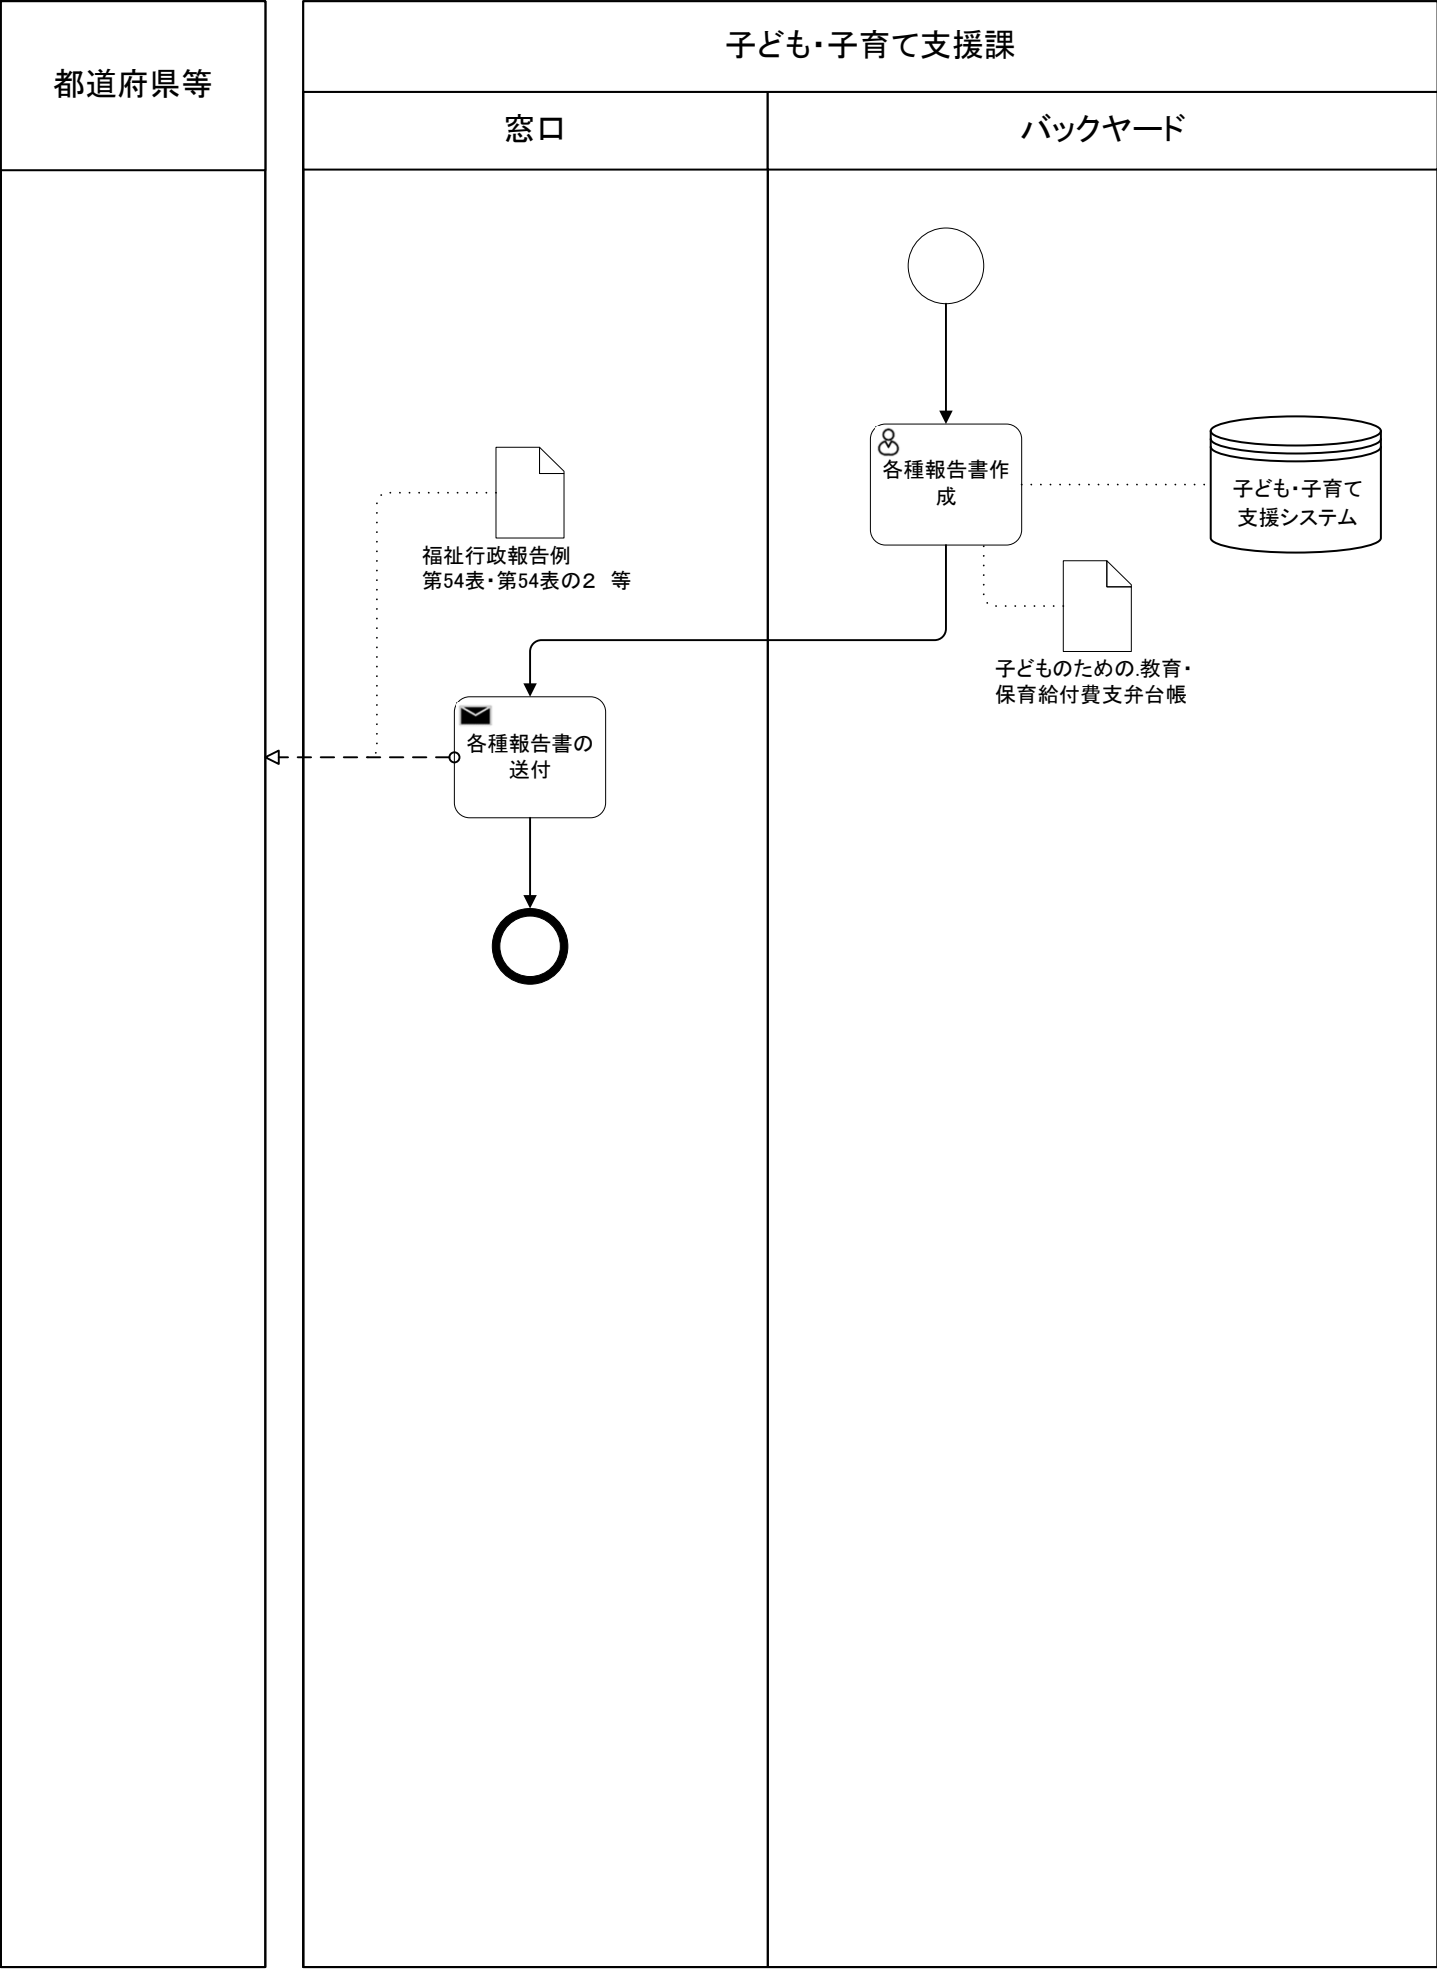 都道府県等
子ども・子育て支援課
窓口
バックヤード
各種報告書作
成
子ども・子育て
支援システム
福祉行政報告例
第54表・第54表の２　等
子どものための.教育・
保育給付費支弁台帳
各種報告書の
送付